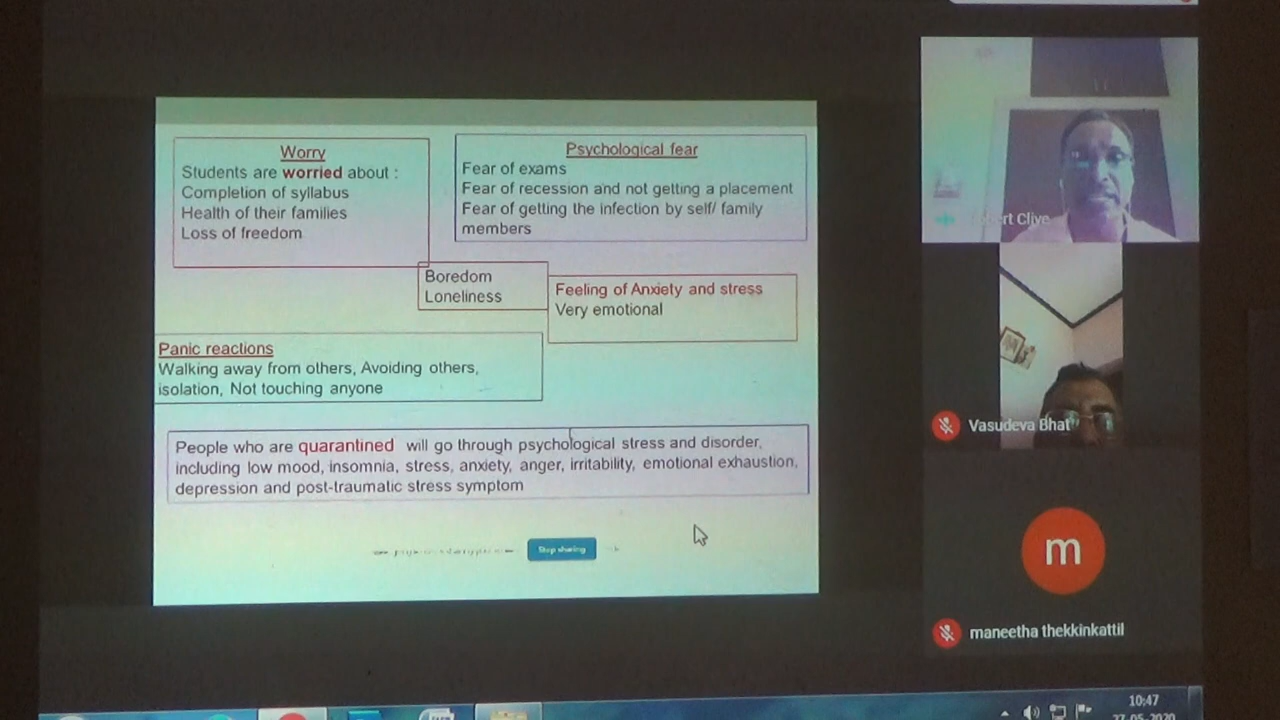 Worry
Students are worried about :
Completion of syllabus
Health of their families
Loss of freedom
Psychological fear
Fear of exams
Fear of recession and not getting a placement
Fear of getting the infection by self/ family
members
Boredom
Loneliness
Feeling of Anxiety and stress
Very emotional
Panic reactions
Walking away from others, Avoiding others,
isolation, Not touching anyone
People who are quarantined will go through psychological stress and disorder,
including low mood, insomnia, stress, anxiety, anger, irritability, emotional exhaustion,
depression and post-traumatic stress symptom
Stop sharing
Clive
Vasudeva Bhat
m
maneetha thekkinkattil
10:47
27-05-2020